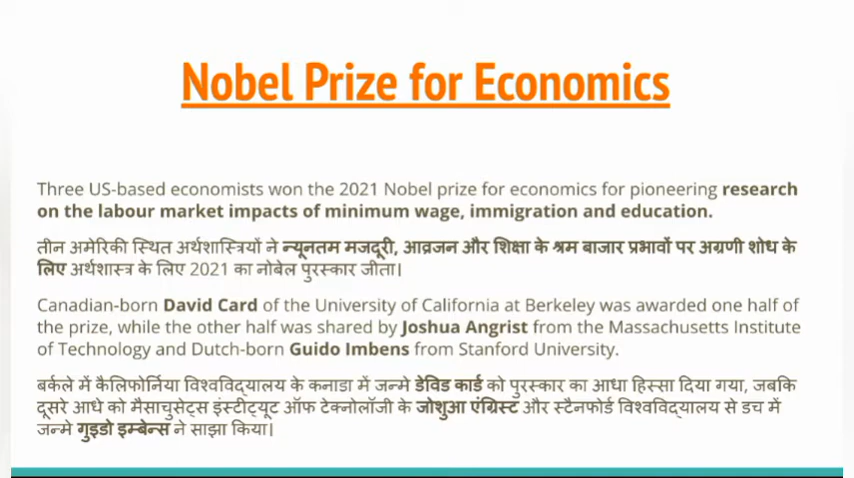 Nobel Prize for Economics
Three US-based economists won the 2021 Nobel prize for economics for pioneering research
on the labour market impacts of minimum wage, immigration and education.
तीन अमेरिकी स्थित अर्थशास्त्रियों ने न्यूनतम मजदूरी, आव्रजन और शिक्षा के श्रम बाजार प्रभावों पर अग्रणी शोध के
लिए अर्थशास्त्र के लिए 2021 का नोबेल पुरस्कार जीता।
Canadian-born David Card of the University of California at Berkeley was awarded one half of
the prize, while the other half was shared by Joshua Angrist from the Massachusetts Institute
of Technology and Dutch-born Guido Imbens from Stanford University.
बर्कले में कैलिफोर्निया विश्वविद्यालय के कनाडा में जन्मे डेविड कार्ड को पुरस्कार का आधा हिस्सा दिया गया, जबकि
दूसरे आधे को मैसाचुसेट्स इंस्टीट्यूट ऑफ टेक्नोलॉजी के जोशुआ एंग्रिस्ट और स्टैनफोर्ड विश्वविद्यालय से डच में
जन्मे गुइडो इम्बेन्स ने साझा किया।